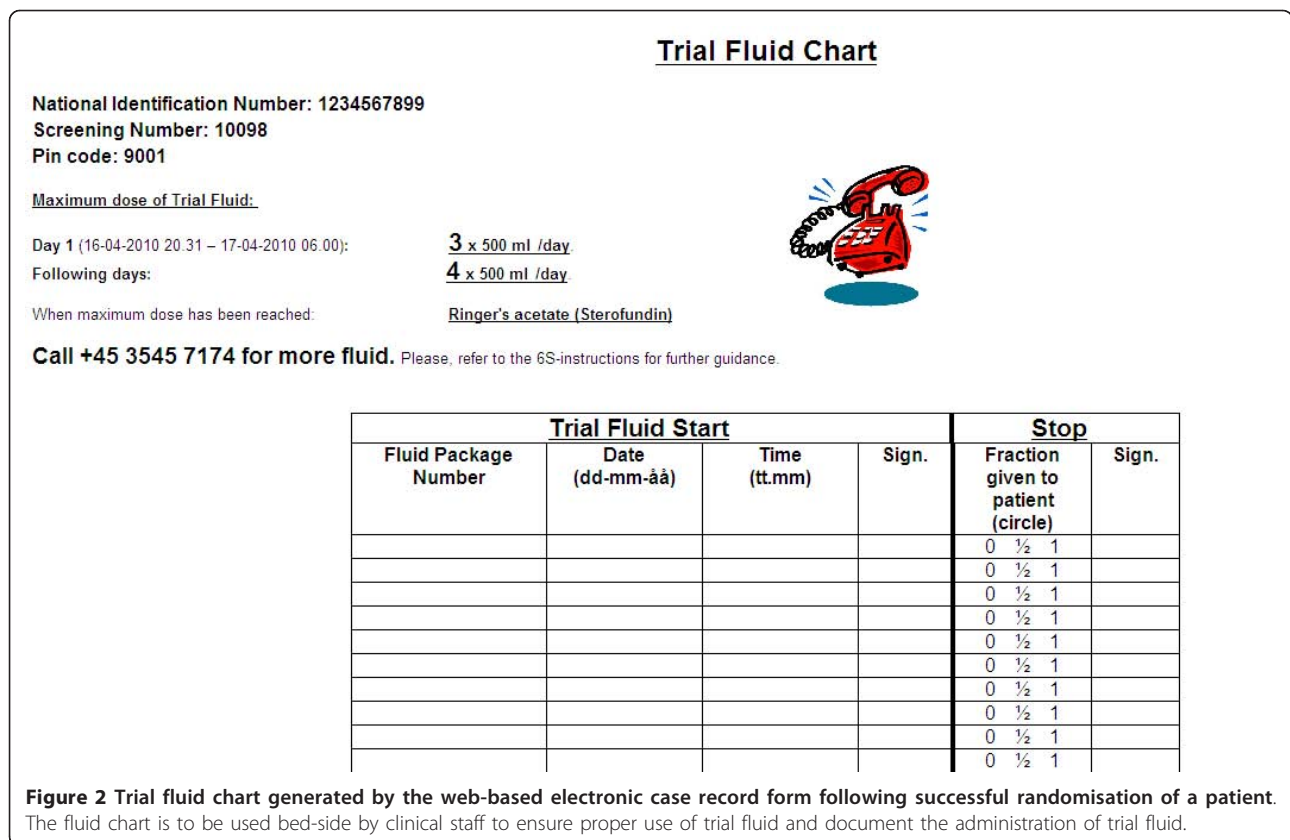 Trial Fluid Chart
National Identification Number: 1234567899
Screening Number: 10098
Pin code: 9001
Maximum dose of Trial Fluid:
Day 1 (16-04-2010 20.31 – 17-04-2010 06.00): 3 x 500 ml /day.
Following days: 4 x 500 ml /day.
When maximum dose has been reached: Ringer's acetate (Sterofundin)
Call +45 3545 7174 for more fluid. Please, refer to the 6S-instructions for further guidance.
Trial Fluid Start Stop
Fluid Package Date Time Sign. Fraction Sign.
Number (dd-mm-åå) (tt.mm) given to
patient
(circle)
0 ½ 1
0 ½ 1
0 ½ 1
0 ½ 1
0 ½ 1
0 ½ 1
0 ½ 1
0 ½ 1
0 ½ 1
0 ½ 1
Figure 2 Trial fluid chart generated by the web-based electronic case record form following successful randomisation of a patient.
The fluid chart is to be used bed-side by clinical staff to ensure proper use of trial fluid and document the administration of trial fluid.